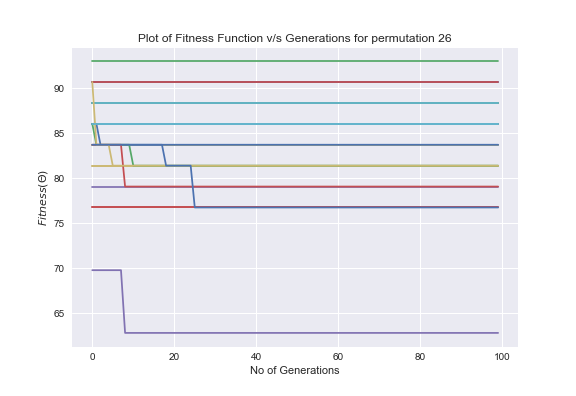 Plot of Fitness Function v/s Generations for permutation 26
90
85
80
75
70
65
Fitness(Θ)
0 20 40 60 80 100
No of Generations